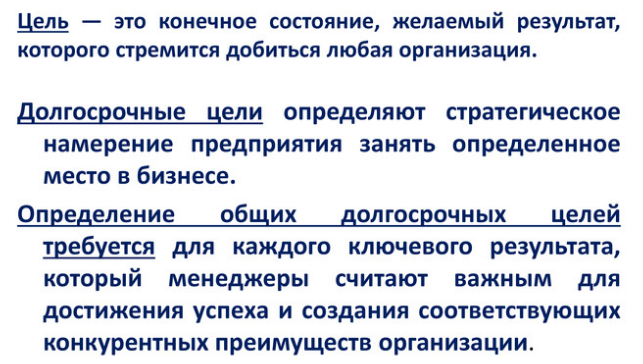 Цель — это конечное состояние, желаемый результат,
которого стремится добиться любая организация.
Долгосрочные цели определяют стратегическое
намерение предприятия занять определенное
место в бизнесе.
Определение общих долгосрочных целей
требуется для каждого ключевого результата,
который менеджеры считают важным для
достижения успеха и создания соответствующих
конкурентных преимуществ организации.